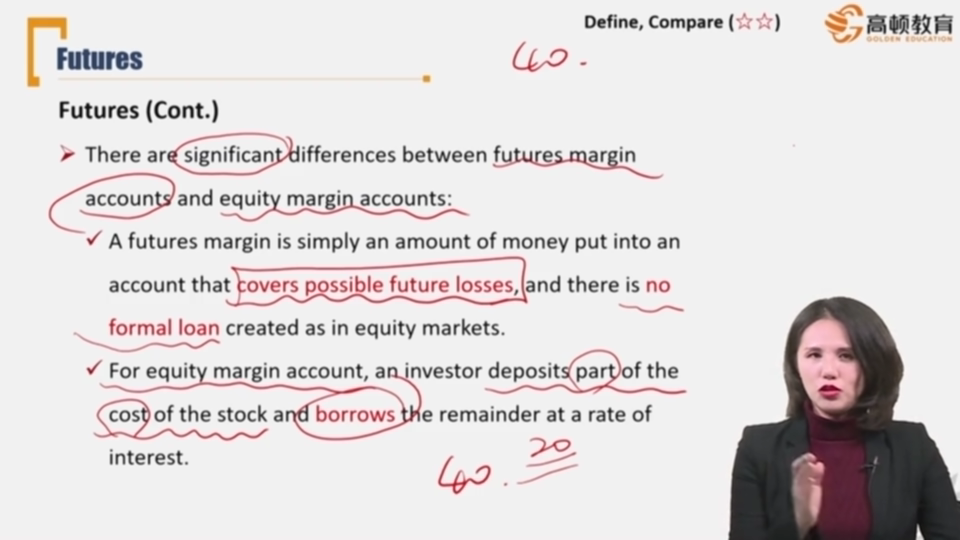 Define, Compare (☆☆)
高顿教育
GOLDEN EDUCATION
Futures
40.
Futures (Cont.)
➤ There are significant differences between futures margin
accounts and equity margin accounts:
✓ A futures margin is simply an amount of money put into an
account that covers possible future losses, and there is no
formal loan created as in equity markets.
✓ For equity margin account, an investor deposits part of the
cost of the stock and borrows the remainder at a rate of
interest.
40. 20